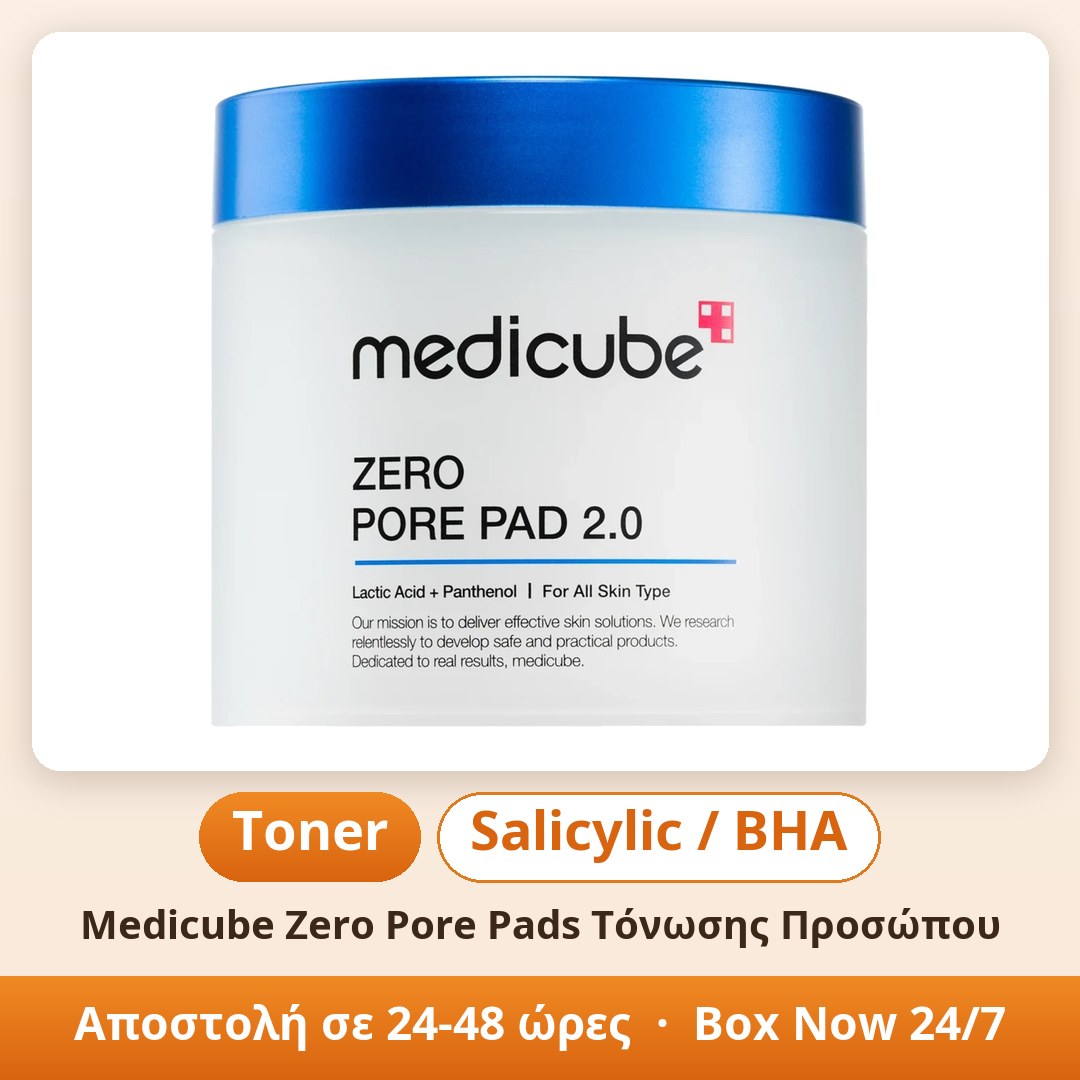 medicube
ZERO
PORE PAD 2.0
Lactic Acid + Panthenol | For All Skin Type
Our mission is to deliver effective skin solutions. We research
relentlessly to develop safe and practical products.
Dedicated to real results, medicube.
Toner
Salicylic / BHA
Medicube Zero Pore Pads Τόνωσης Προσώπου
Αποστολή σε 24-48 ώρες · Box Now 24/7